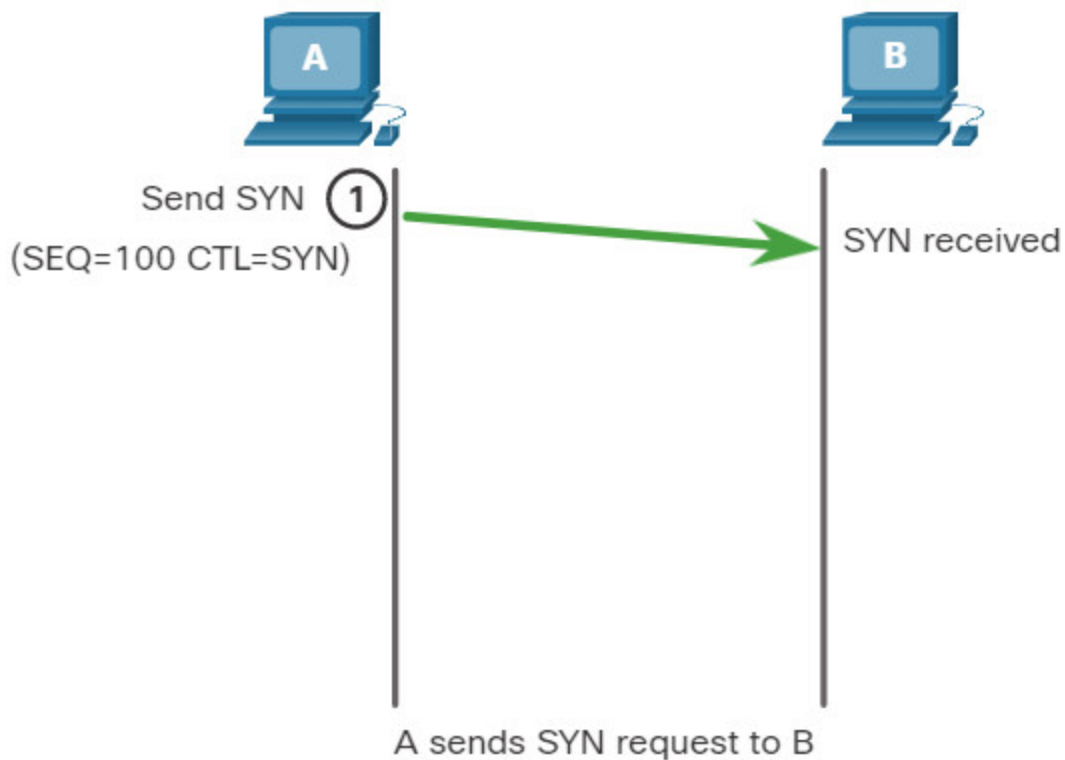 A
B
Send SYN 1
(SEQ=100 CTL=SYN)
SYN received
A sends SYN request to B